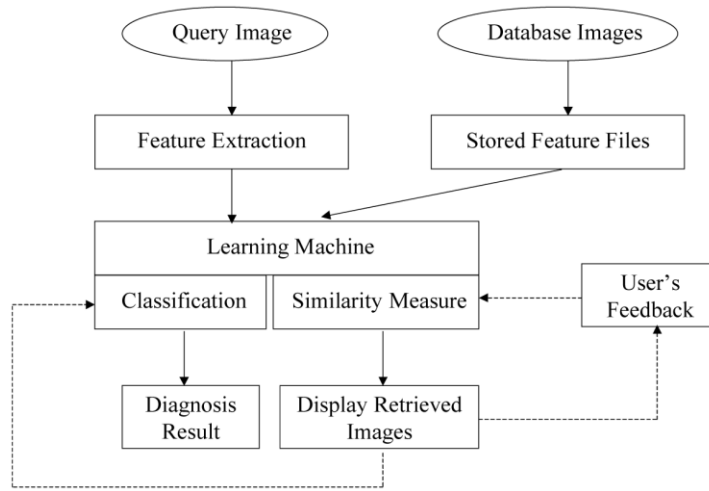 Query Image
Database Images
Feature Extraction
Stored Feature Files
Learning Machine
Classification
Similarity Measure
User's
Feedback
Diagnosis
Result
Display Retrieved
Images